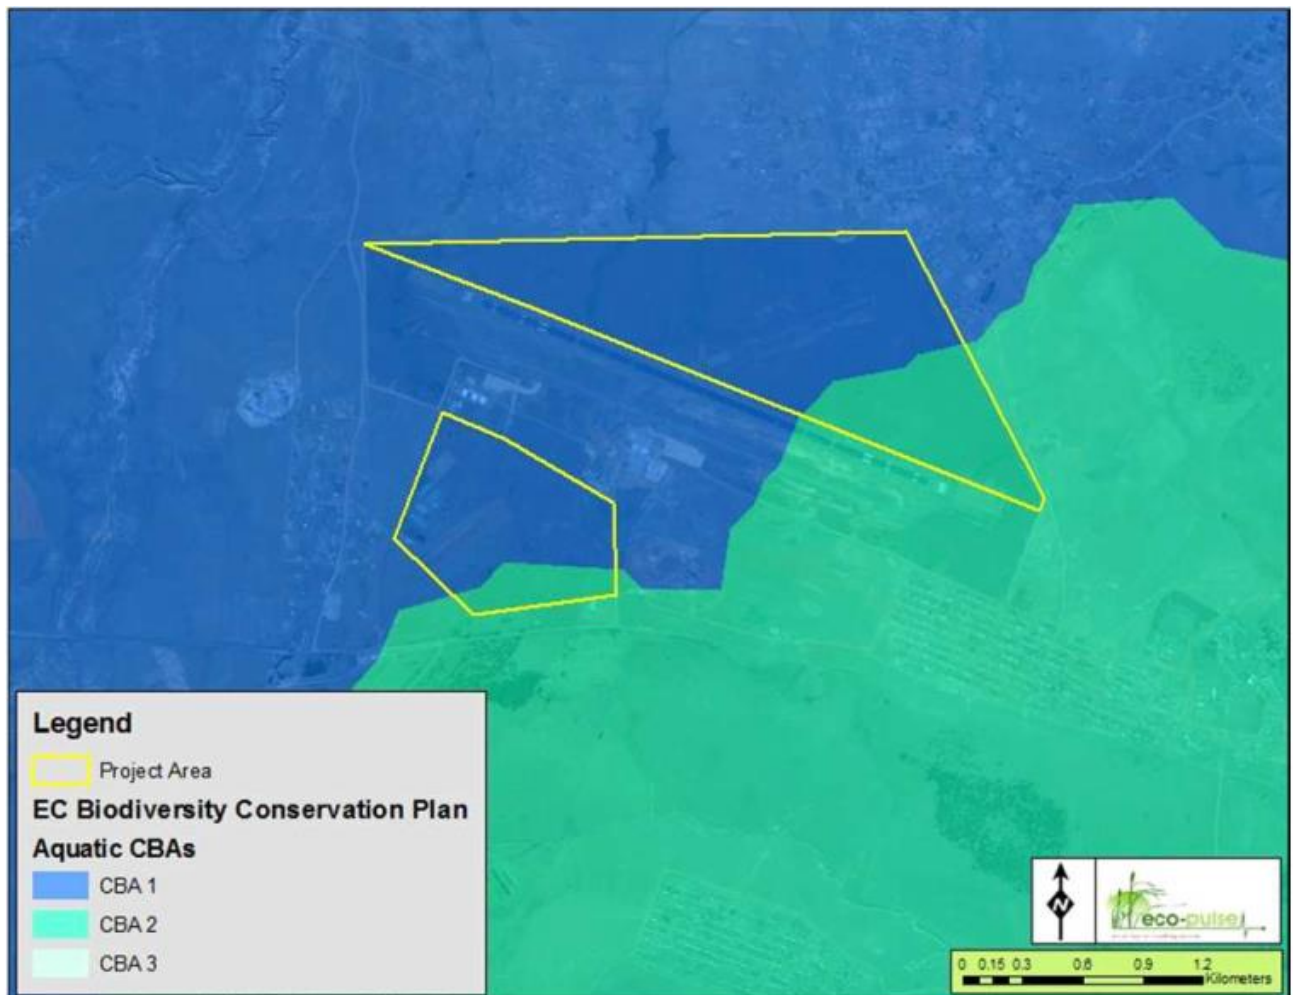 Legend
Project Area
EC Biodiversity Conservation Plan
Aquatic CBAs
CBA 1
CBA 2
CBA 3
N
eco-pulse
0 0.15 0.3 0.6 0.9 1.2
Kilometers